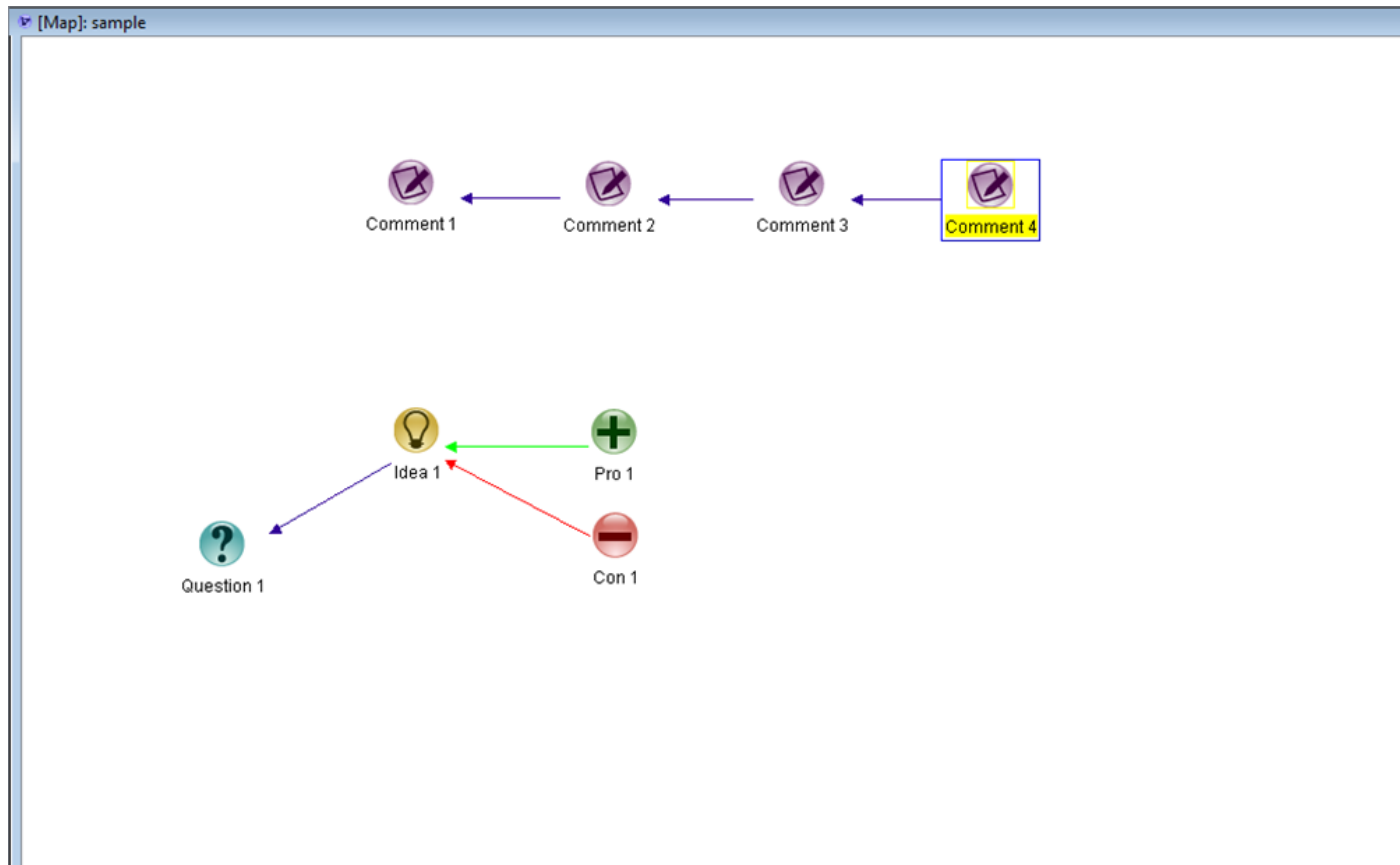 [Map]: sample
Comment 1
Comment 2
Comment 3
Comment 4
Idea 1
Pro 1
?
Question 1
Con 1